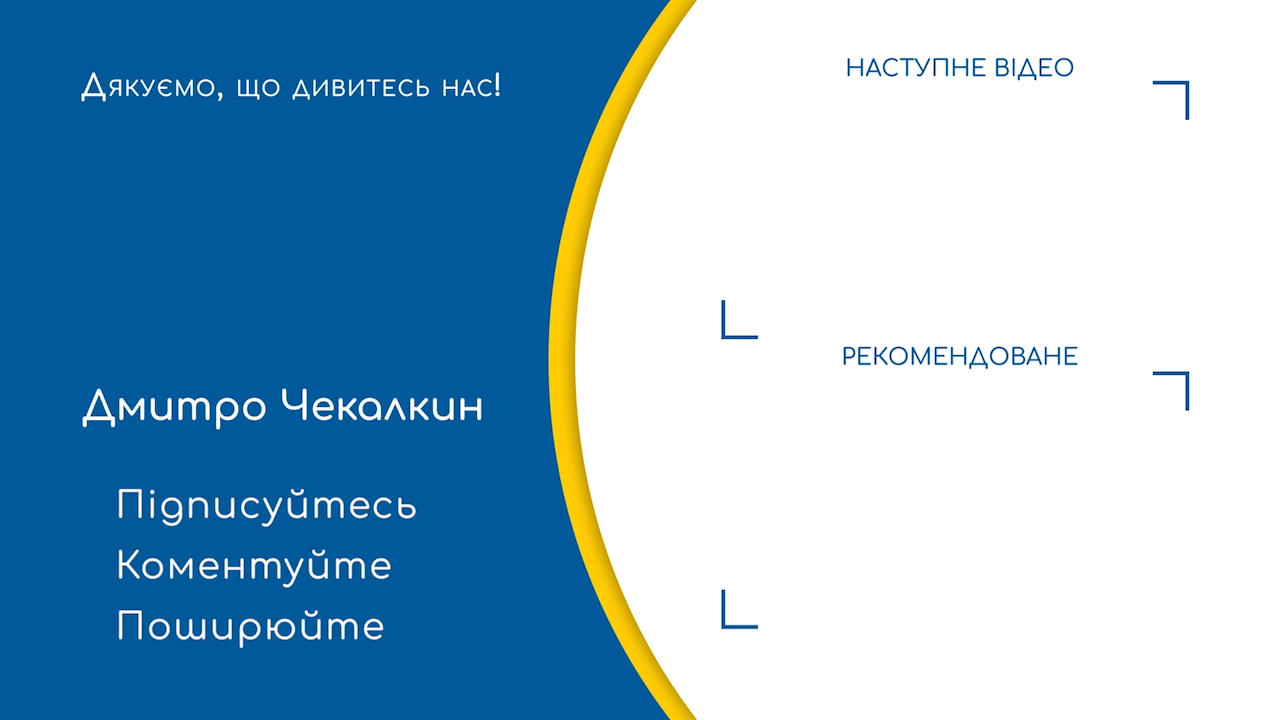 Дякуємо, що дивитесь нас!
Дмитро Чекалкин
Підписуйтесь
Коментуйте
Поширюйте
НАСТУПНЕ ВІДЕО
РЕКОМЕНДОВАНЕ